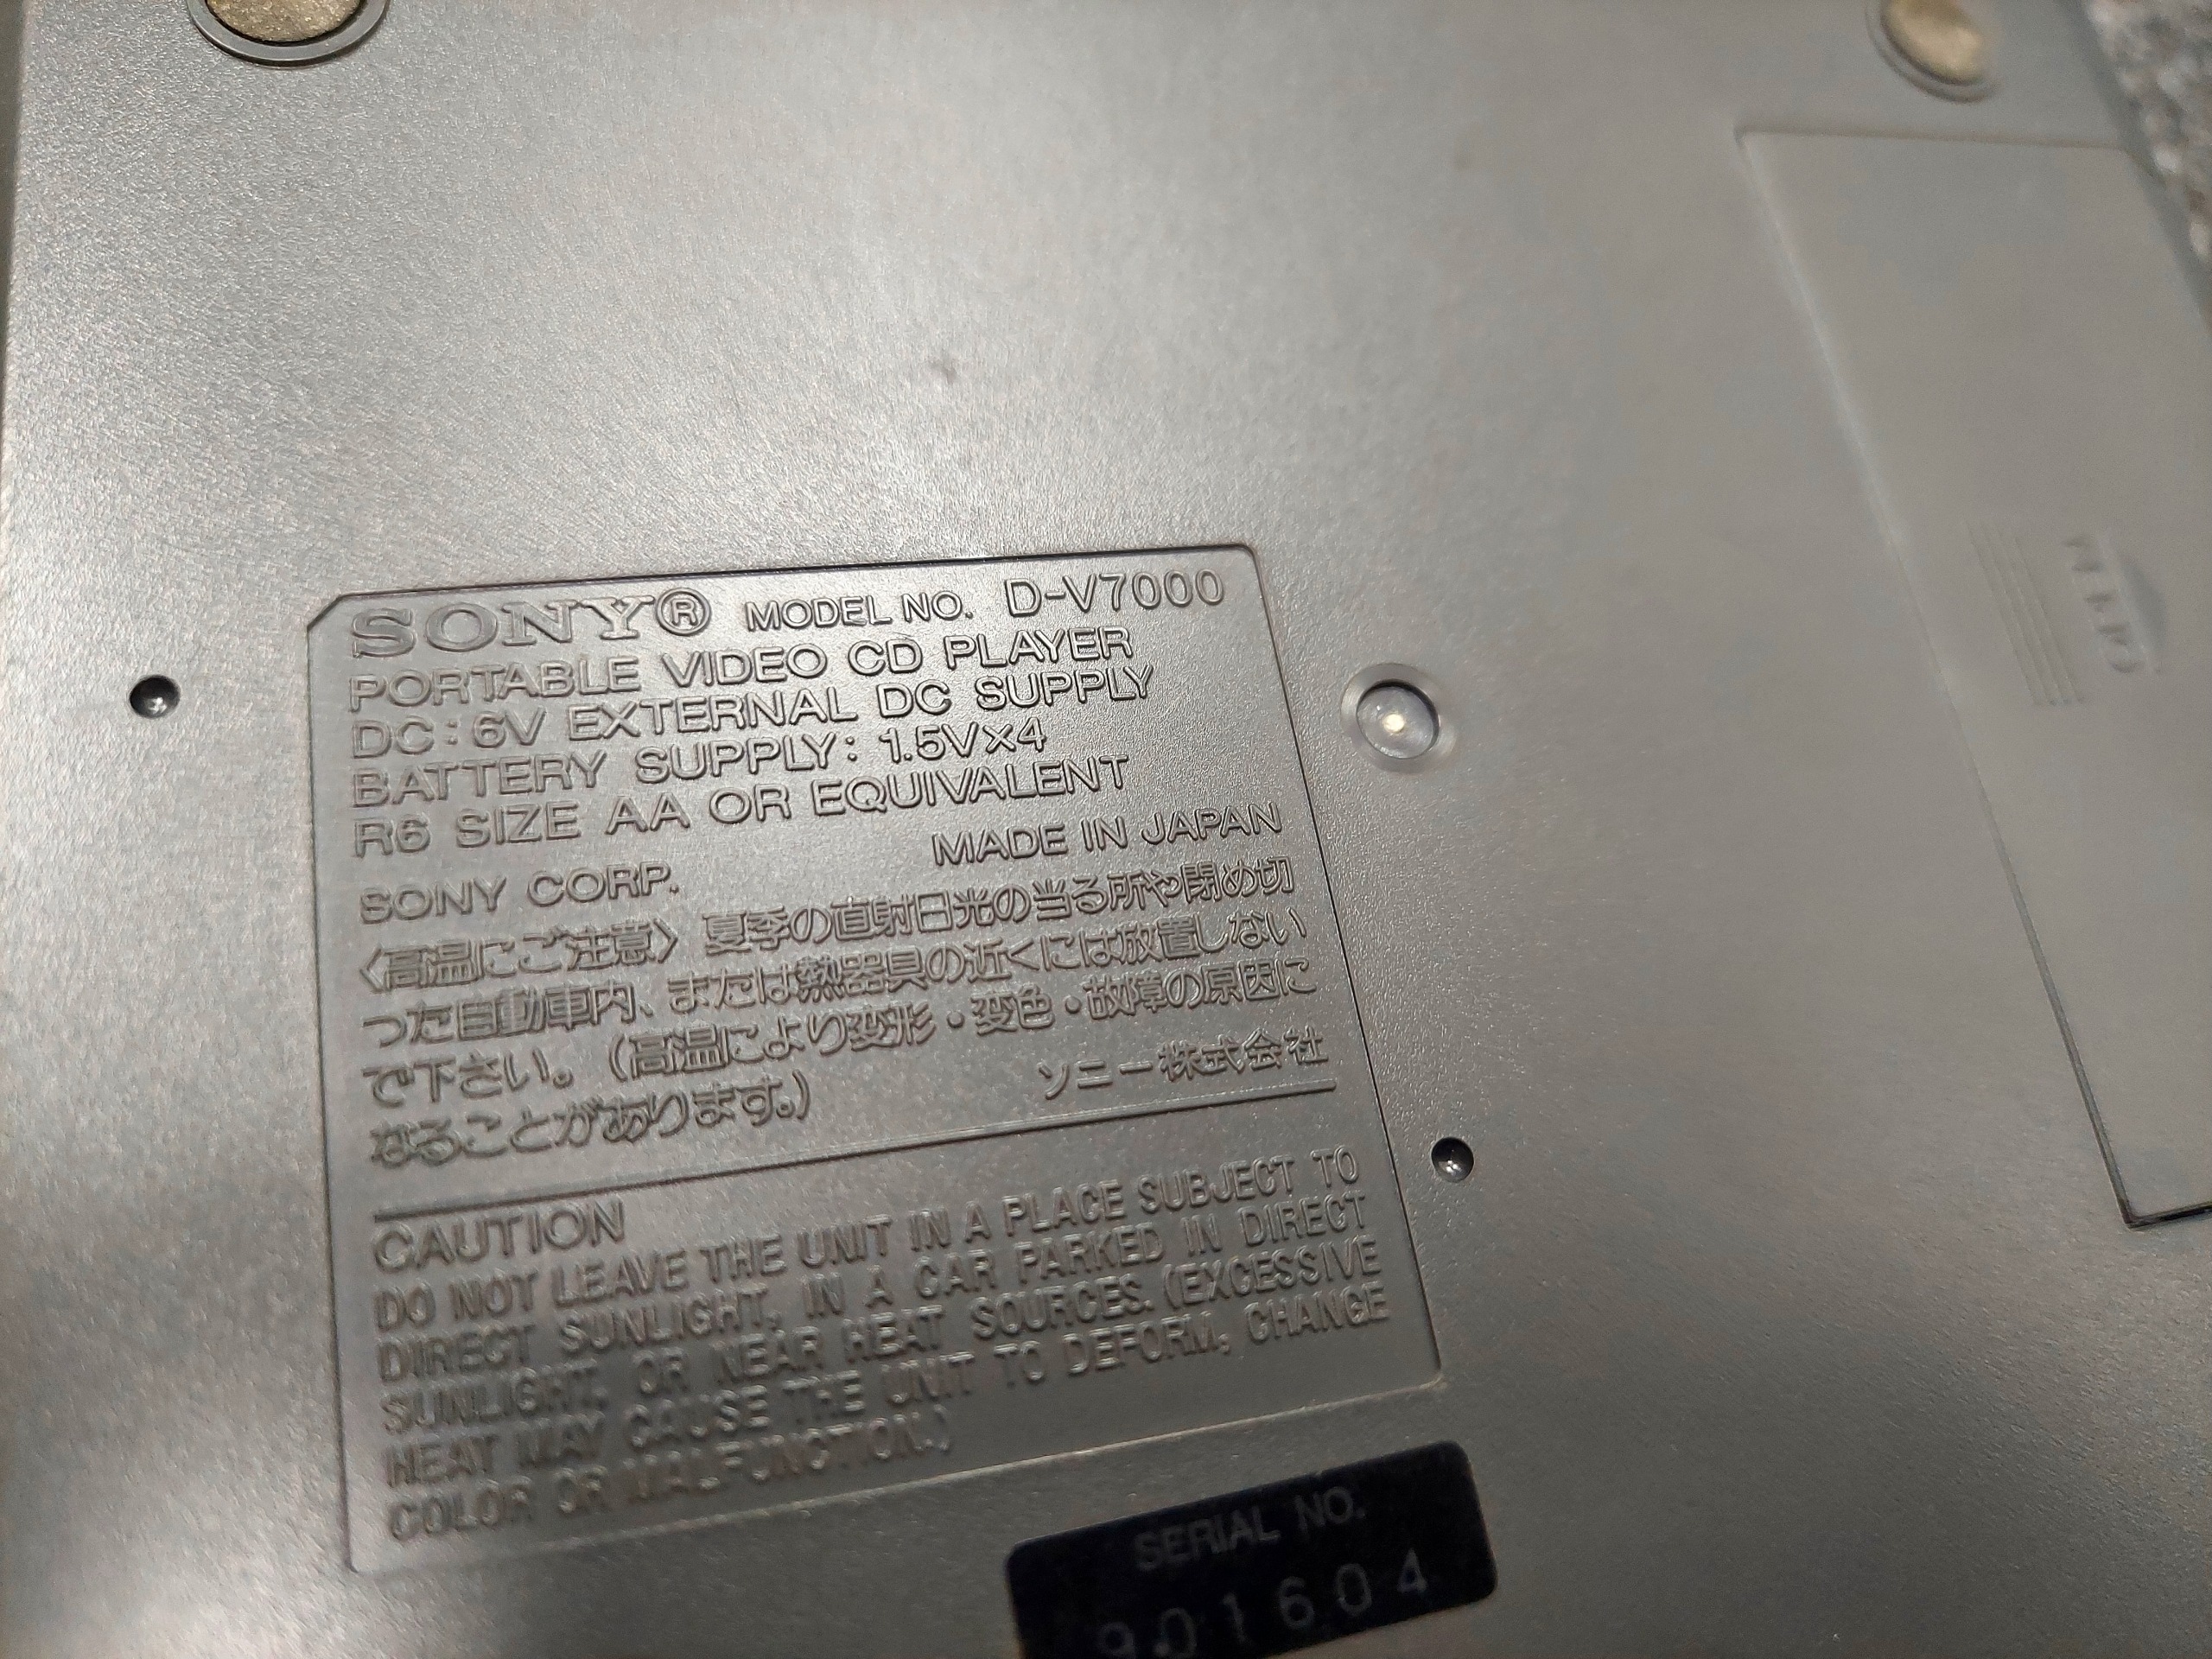 SONY® MODEL NO. D-V7000
PORTABLE VIDEO CD PLAYER
DC:6V EXTERNAL DC SUPPLY
BATTERY SUPPLY: 1.5V×4
R6 SIZE AA OR EQUIVALENT
MADE IN JAPAN
SONY CORP.
〈高温にご注意〉夏季の直射日光の当る所や閉め切
った自動車内、または熱器具の近くには放置しない
で下さい。(高温により変形・変色・故障の原因に
なることがあります。)
ソニー株式会社
CAUTION
DO NOT LEAVE THE UNIT IN A PLACE SUBJECT TO
DIRECT SUNLIGHT, IN A CAR PARKED IN DIRECT
SUNLIGHT, OR NEAR HEAT SOURCES. (EXCESSIVE
HEAT MAY CAUSE THE UNIT TO DEFORM, CHANGE
COLOR OR MALFUNCTION.)
SERIAL NO.
901604
OPEN